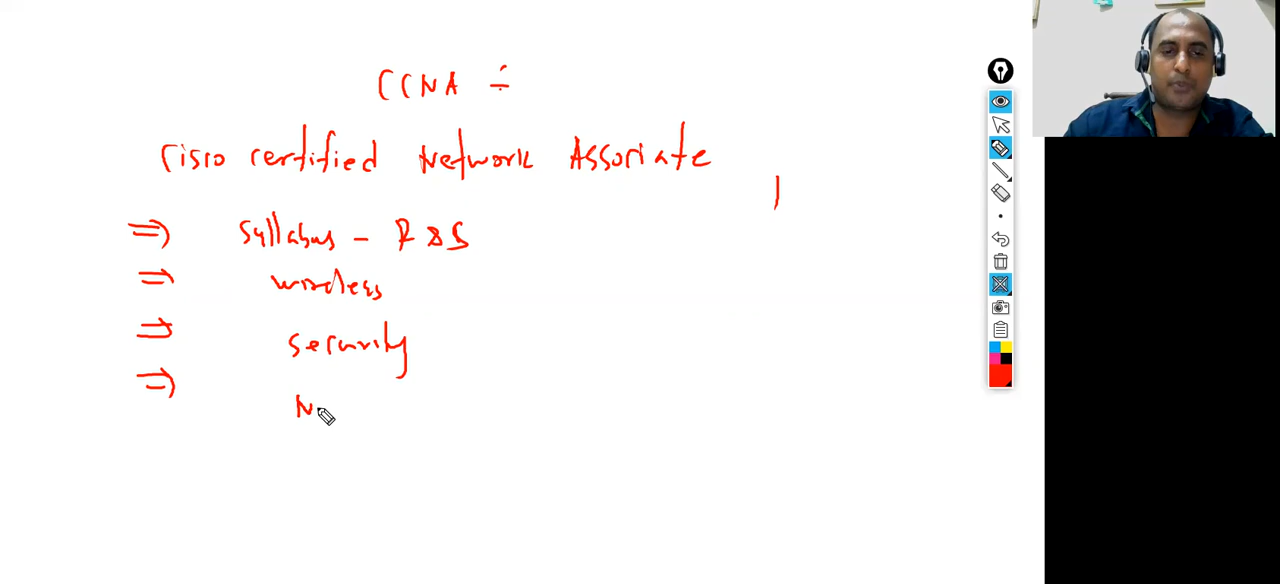 CCNA ÷
Cisco certified Network Associate
⇒ Syllabus - R&S
⇒ wireless
⇒ security
⇒ N